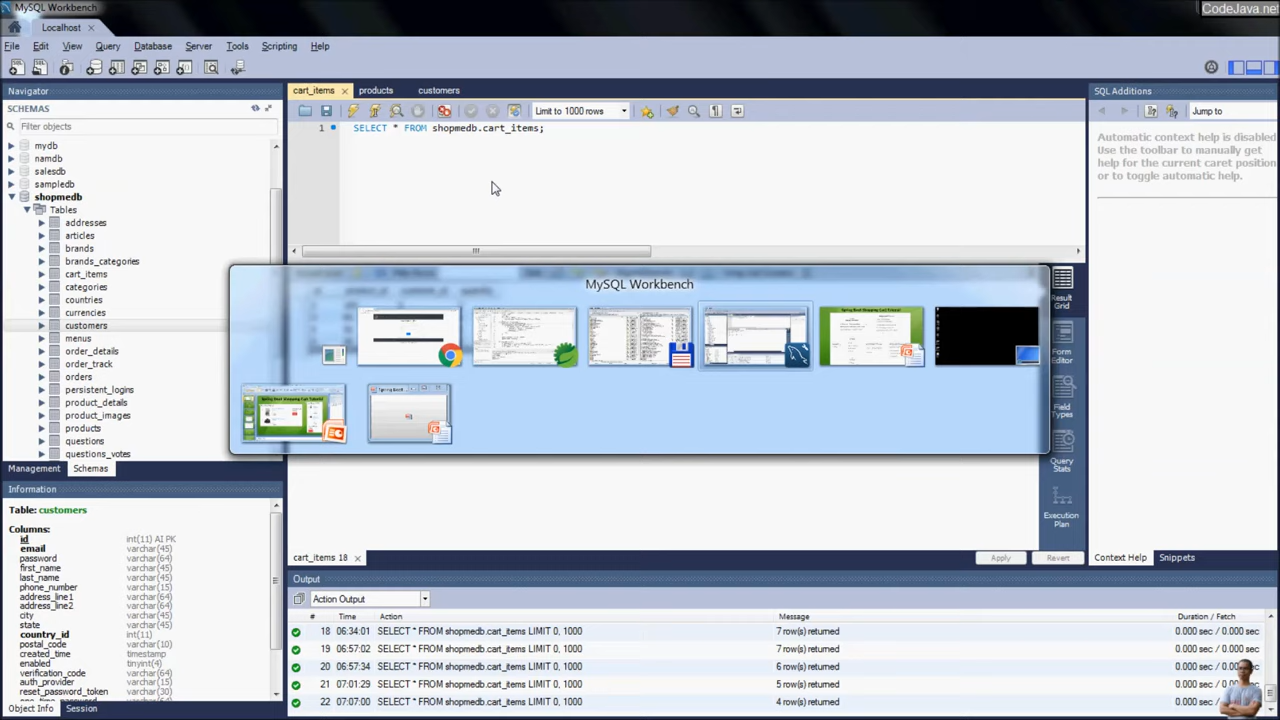 MySQL Workbench
CodeJava.net
Localhost
File Edit View Query Database Server Tools Scripting Help
Navigator
SCHEMAS
Filter objects
mydb
namdb
salesdb
sampledb
shopmedb
Tables
addresses
articles
brands
brands_categories
cart_items
categories
countries
currencies
customers
menus
order_details
order_track
orders
persistent_logins
product_details
product_images
products
questions
questions_votes
Management Schemas
Information
Table: customers
Columns:
id int(11) AI PK
email varchar(45)
password varchar(64)
first_name varchar(45)
last_name varchar(45)
phone_number varchar(15)
address_line1 varchar(64)
address_line2 varchar(64)
city varchar(45)
state varchar(45)
country_id int(11)
postal_code varchar(10)
created_time timestamp
enabled tinyint(4)
verification_code varchar(64)
auth_provider varchar(15)
reset_password_token varchar(30)
Object Info Session
cart_items products customers
Limit to 1000 rows
1 SELECT * FROM shopmedb.cart_items;
MySQL Workbench
Spring Boot Shopping Cart Tutorial
Result
Grid
Form
Editor
Field
Types
Query
Stats
Execution
Plan
cart_items 18
Apply Revert
Output
Action Output
# Time Action Message Duration / Fetch
18 06:34:01 SELECT * FROM shopmedb.cart_items LIMIT 0, 1000 7 row(s) returned 0.000 sec / 0.000 sec
19 06:57:02 SELECT * FROM shopmedb.cart_items LIMIT 0, 1000 7 row(s) returned 0.000 sec / 0.000 sec
20 06:57:34 SELECT * FROM shopmedb.cart_items LIMIT 0, 1000 6 row(s) returned 0.000 sec / 0.000 sec
21 07:01:29 SELECT * FROM shopmedb.cart_items LIMIT 0, 1000 5 row(s) returned 0.000 sec / 0.000 sec
22 07:07:00 SELECT * FROM shopmedb.cart_items LIMIT 0, 1000 4 row(s) returned 0.000 sec / 0.000 sec
SQL Additions
Jump to
Automatic context help is disabled
Use the toolbar to manually get
help for the current caret position
or to toggle automatic help.
Context Help Snippets